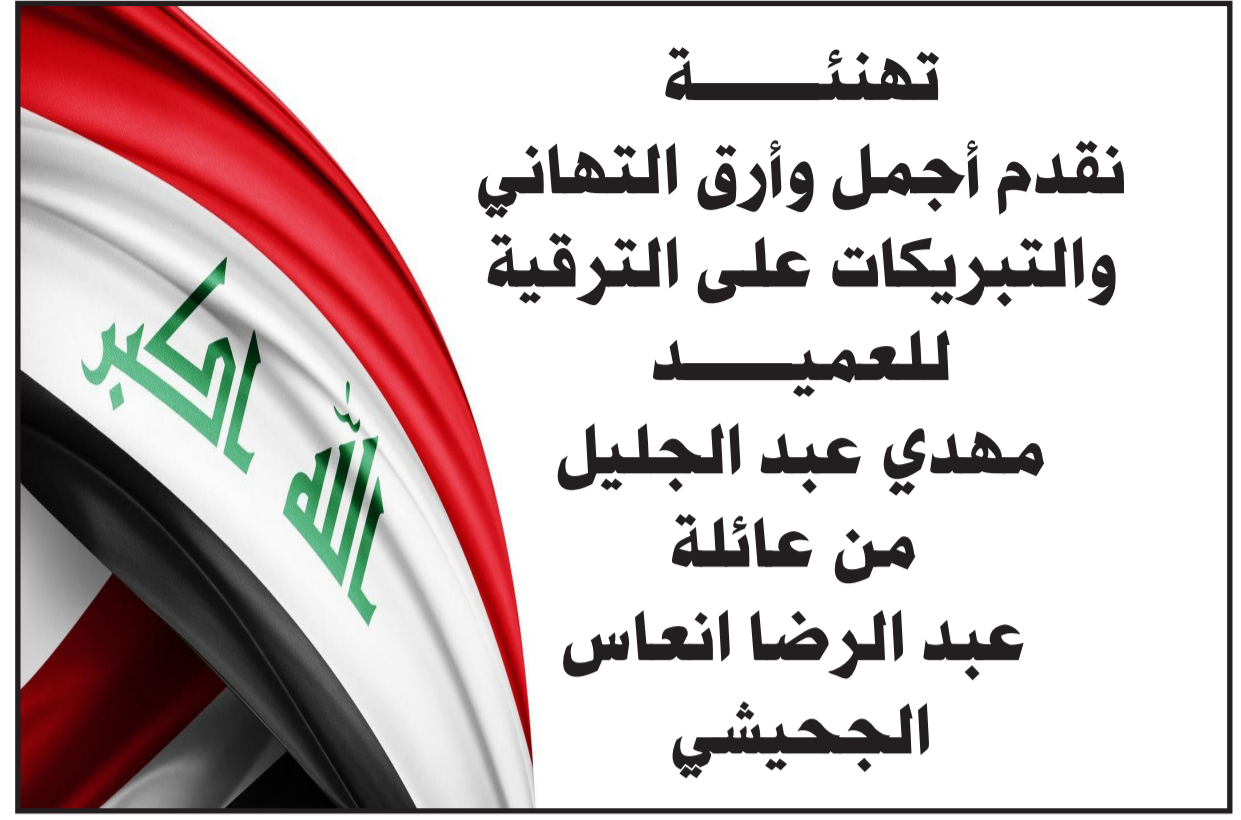 تهنئـــــــة
نقدم أجمل وأرق التهاني
والتبريكات على الترقية
للعميـــــد
مهدي عبد الجليل
من عائلة
عبد الرضا انعاس
الجحيشي
الله اكبر